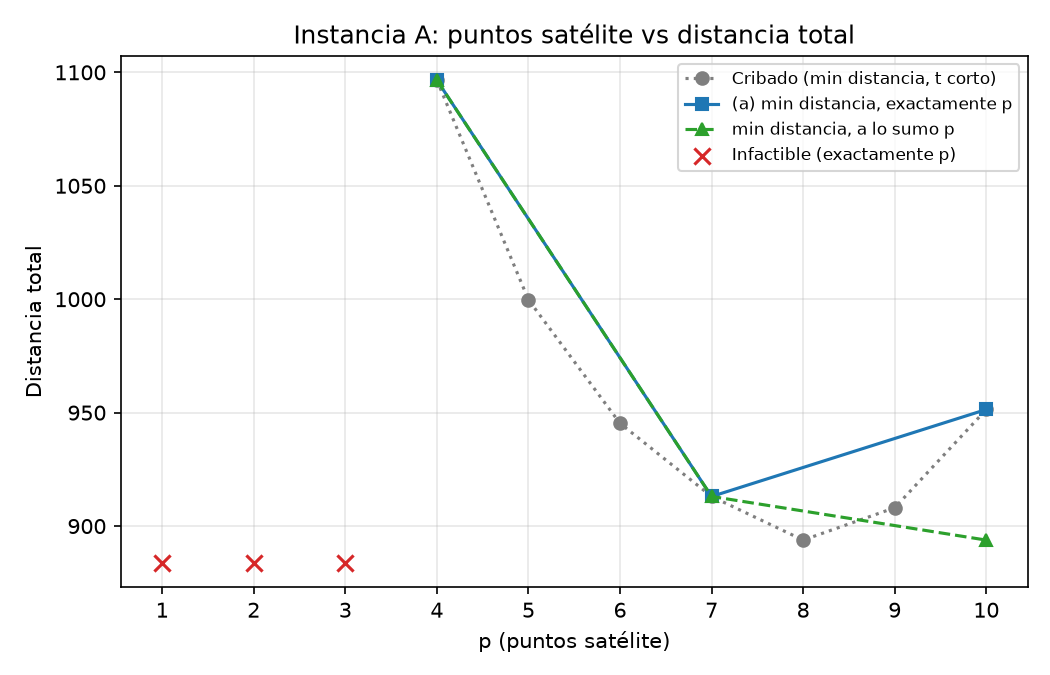 Instancia A: puntos satélite vs distancia total
Cribado (min distancia, t corto)
(a) min distancia, exactamente p
min distancia, a lo sumo p
Infactible (exactamente p)
Distancia total
1100
1050
1000
950
900
1 2 3 4 5 6 7 8 9 10
p (puntos satélite)